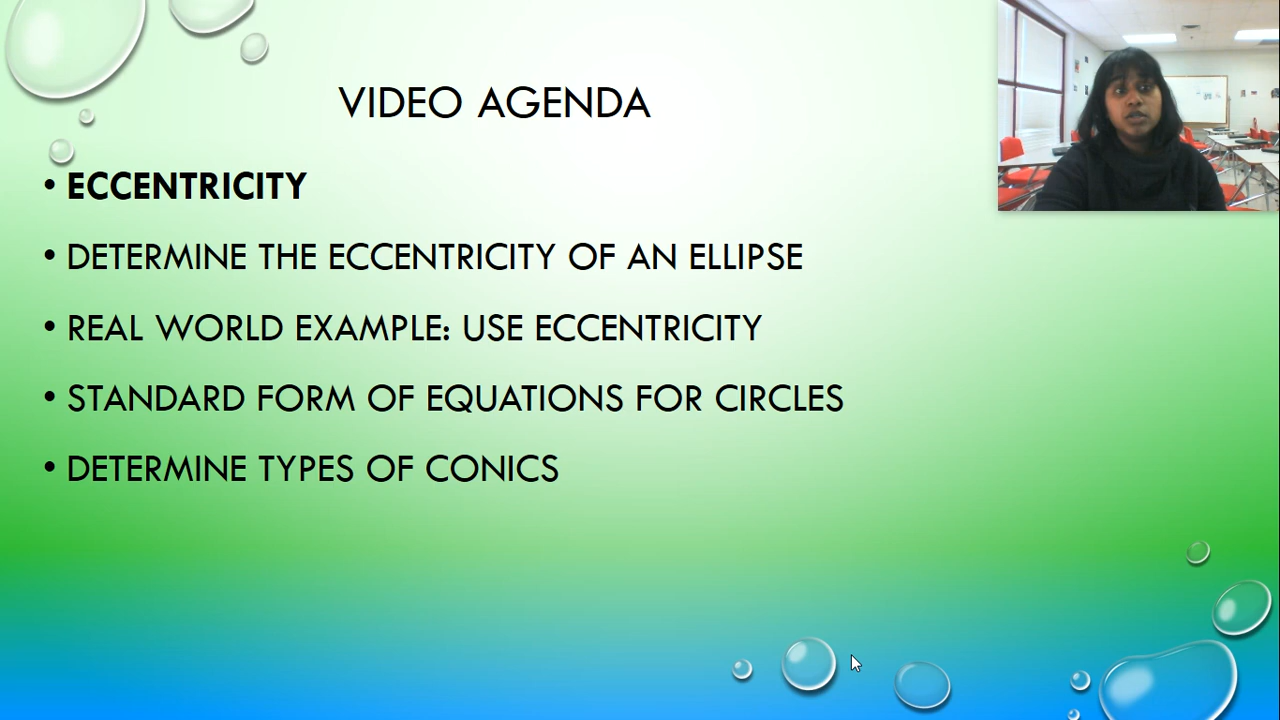 VIDEO AGENDA
• ECCENTRICITY
• DETERMINE THE ECCENTRICITY OF AN ELLIPSE
• REAL WORLD EXAMPLE: USE ECCENTRICITY
• STANDARD FORM OF EQUATIONS FOR CIRCLES
• DETERMINE TYPES OF CONICS